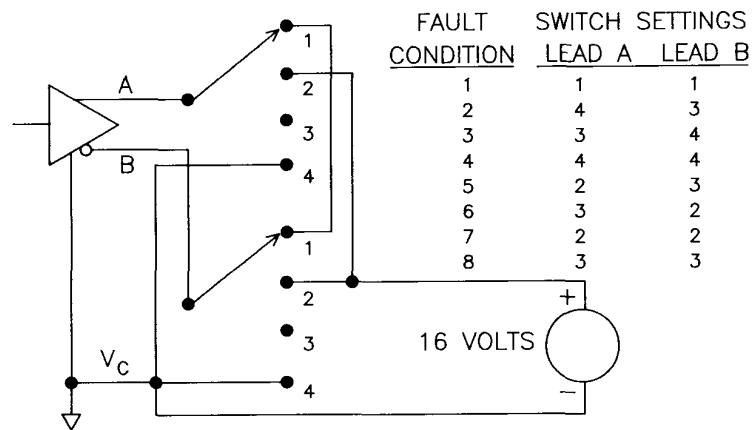 FAULT SWITCH SETTINGS
CONDITION LEAD A LEAD B
1 1 1
2 4 3
3 3 4
4 4 4
5 2 3
6 3 2
7 2 2
8 3 3
A
B
1
2
3
4
1
2
3
4
VC
+
16 VOLTS
−